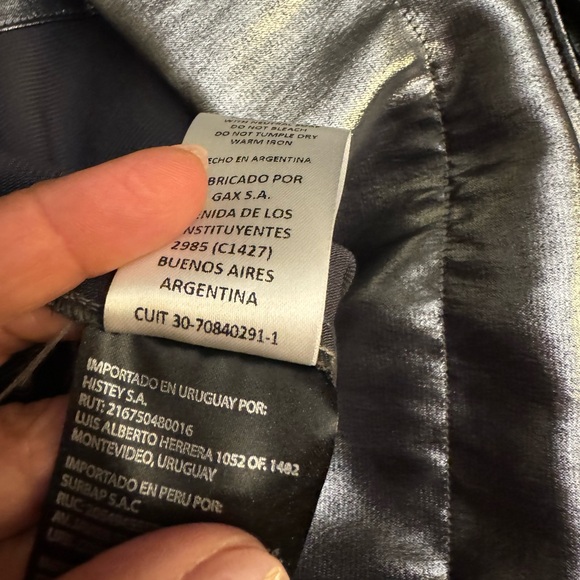 DO NOT BLEACH
DO NOT TUMPLE DRY
WARM IRON
ECHO EN ARGENTINA
BRICADO POR
GAX S.A.
ENIDA DE LOS
NSTITUYENTES
2985 (C1427)
BUENOS AIRES
ARGENTINA
CUIT 30-70840291-1
IMPORTADO EN URUGUAY POR:
HISTEY S.A.
RUT: 216750480016
LUIS ALBERTO HERRERA 1052 OF. 1402
MONTEVIDEO, URUGUAY
IMPORTADO EN PERU POR:
SURBAP S.A.C
RUC: